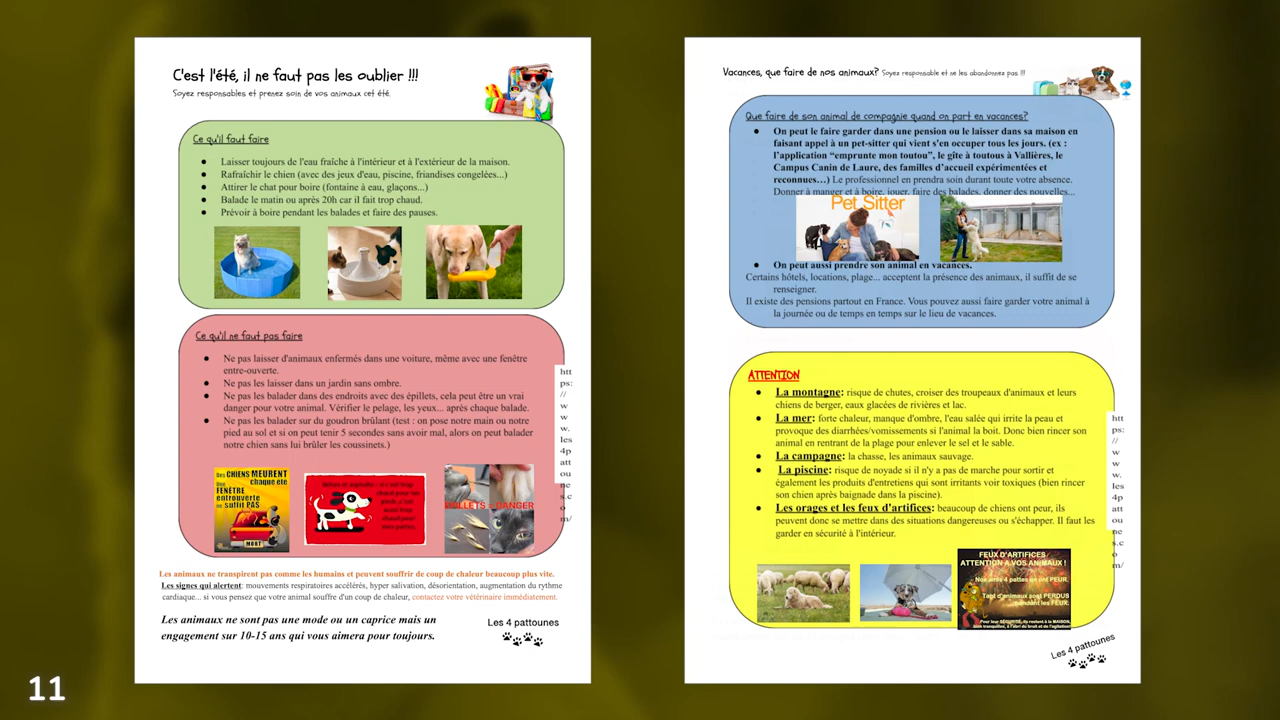 C'est l'été, il ne faut pas les oublier !!!
Soyez responsables et prenez soin de vos animaux cet été.
Ce qu'il faut faire
● Laisser toujours de l'eau fraîche à l'intérieur et à l'extérieur de la maison.
● Rafraîchir le chien (avec des jeux d'eau, piscine, friandises congelées...)
● Attirer le chat pour boire (fontaine à eau, glaçons...)
● Balade le matin ou après 20h car il fait trop chaud.
● Prévoir à boire pendant les balades et faire des pauses.
Ce qu'il ne faut pas faire
● Ne pas laisser d'animaux enfermés dans une voiture, même avec une fenêtre
entre-ouverte.
● Ne pas les laisser dans un jardin sans ombre.
● Ne pas les balader dans des endroits avec des épillets, cela peut être un vrai
danger pour votre animal. Vérifier le pelage, les yeux... après chaque balade.
● Ne pas les balader sur du goudron brûlant (test : on pose notre main ou notre
pied au sol et si on peut tenir 5 secondes sans avoir mal, alors on peut balader
notre chien sans lui brûler les coussinets.)
htt
ps:
//
w
w
w.
les
4p
att
ou
ne
s.c
o
m/
Des CHIENS MEURENT
chaque été
Une
FENÊTRE
entrouverte
ne suffit PAS
MORT
= DANGER
Les animaux ne transpirent pas comme les humains et peuvent souffrir de coup de chaleur beaucoup plus vite.
Les signes qui alertent: mouvements respiratoires accélérés, hyper salivation, désorientation, augmentation du rythme
cardiaque... si vous pensez que votre animal souffre d'un coup de chaleur, contactez votre vétérinaire immédiatement.
Les animaux ne sont pas une mode ou un caprice mais un
engagement sur 10-15 ans qui vous aimera pour toujours.
Les 4 pattounes
11
Vacances, que faire de nos animaux? Soyez responsable et ne les abandonnez pas !!!
Que faire de son animal de compagnie quand on part en vacances?
● On peut le faire garder dans une pension ou le laisser dans sa maison en
faisant appel à un pet-sitter qui vient s'en occuper tous les jours. (ex :
l'application “emprunte mon toutou”, le gîte à toutous à Vallières, le
Campus Canin de Laure, des familles d'accueil expérimentées et
reconnues…) Le professionnel en prendra soin durant toute votre absence.
Donner à manger et à boire, jouer, faire des balades, donner des nouvelles...
Pet Sitter
● On peut aussi prendre son animal en vacances.
Certains hôtels, locations, plage... acceptent la présence des animaux, il suffit de se
renseigner.
Il existe des pensions partout en France. Vous pouvez aussi faire garder votre animal à
la journée ou de temps en temps sur le lieu de vacances.
ATTENTION
● La montagne: risque de chutes, croiser des troupeaux d'animaux et leurs
chiens de berger, eaux glacées de rivières et lac.
● La mer: forte chaleur, manque d'ombre, l'eau salée qui irrite la peau et
provoque des diarrhées/vomissements si l'animal la boit. Donc bien rincer son
animal en rentrant de la plage pour enlever le sel et le sable.
● La campagne: la chasse, les animaux sauvage.
● La piscine: risque de noyade si il n'y a pas de marche pour sortir et
également les produits d'entretiens qui sont irritants voir toxiques (bien rincer
son chien après baignade dans la piscine).
● Les orages et les feux d'artifices: beaucoup de chiens ont peur, ils
peuvent donc se mettre dans des situations dangereuses ou s'échapper. Il faut les
garder en sécurité à l'intérieur.
htt
ps:
//
w
w
w.
les
4p
att
ou
ne
s.c
o
m/
FEUX D'ARTIFICES
ATTENTION A VOS ANIMAUX !
Nos amis 4 pattes en ont PEUR.
Tant d'animaux sont PERDUS
pendant les FEUX.
Pour leur SÉCURITÉ, ils restent à la MAISON,
Les 4 pattounes